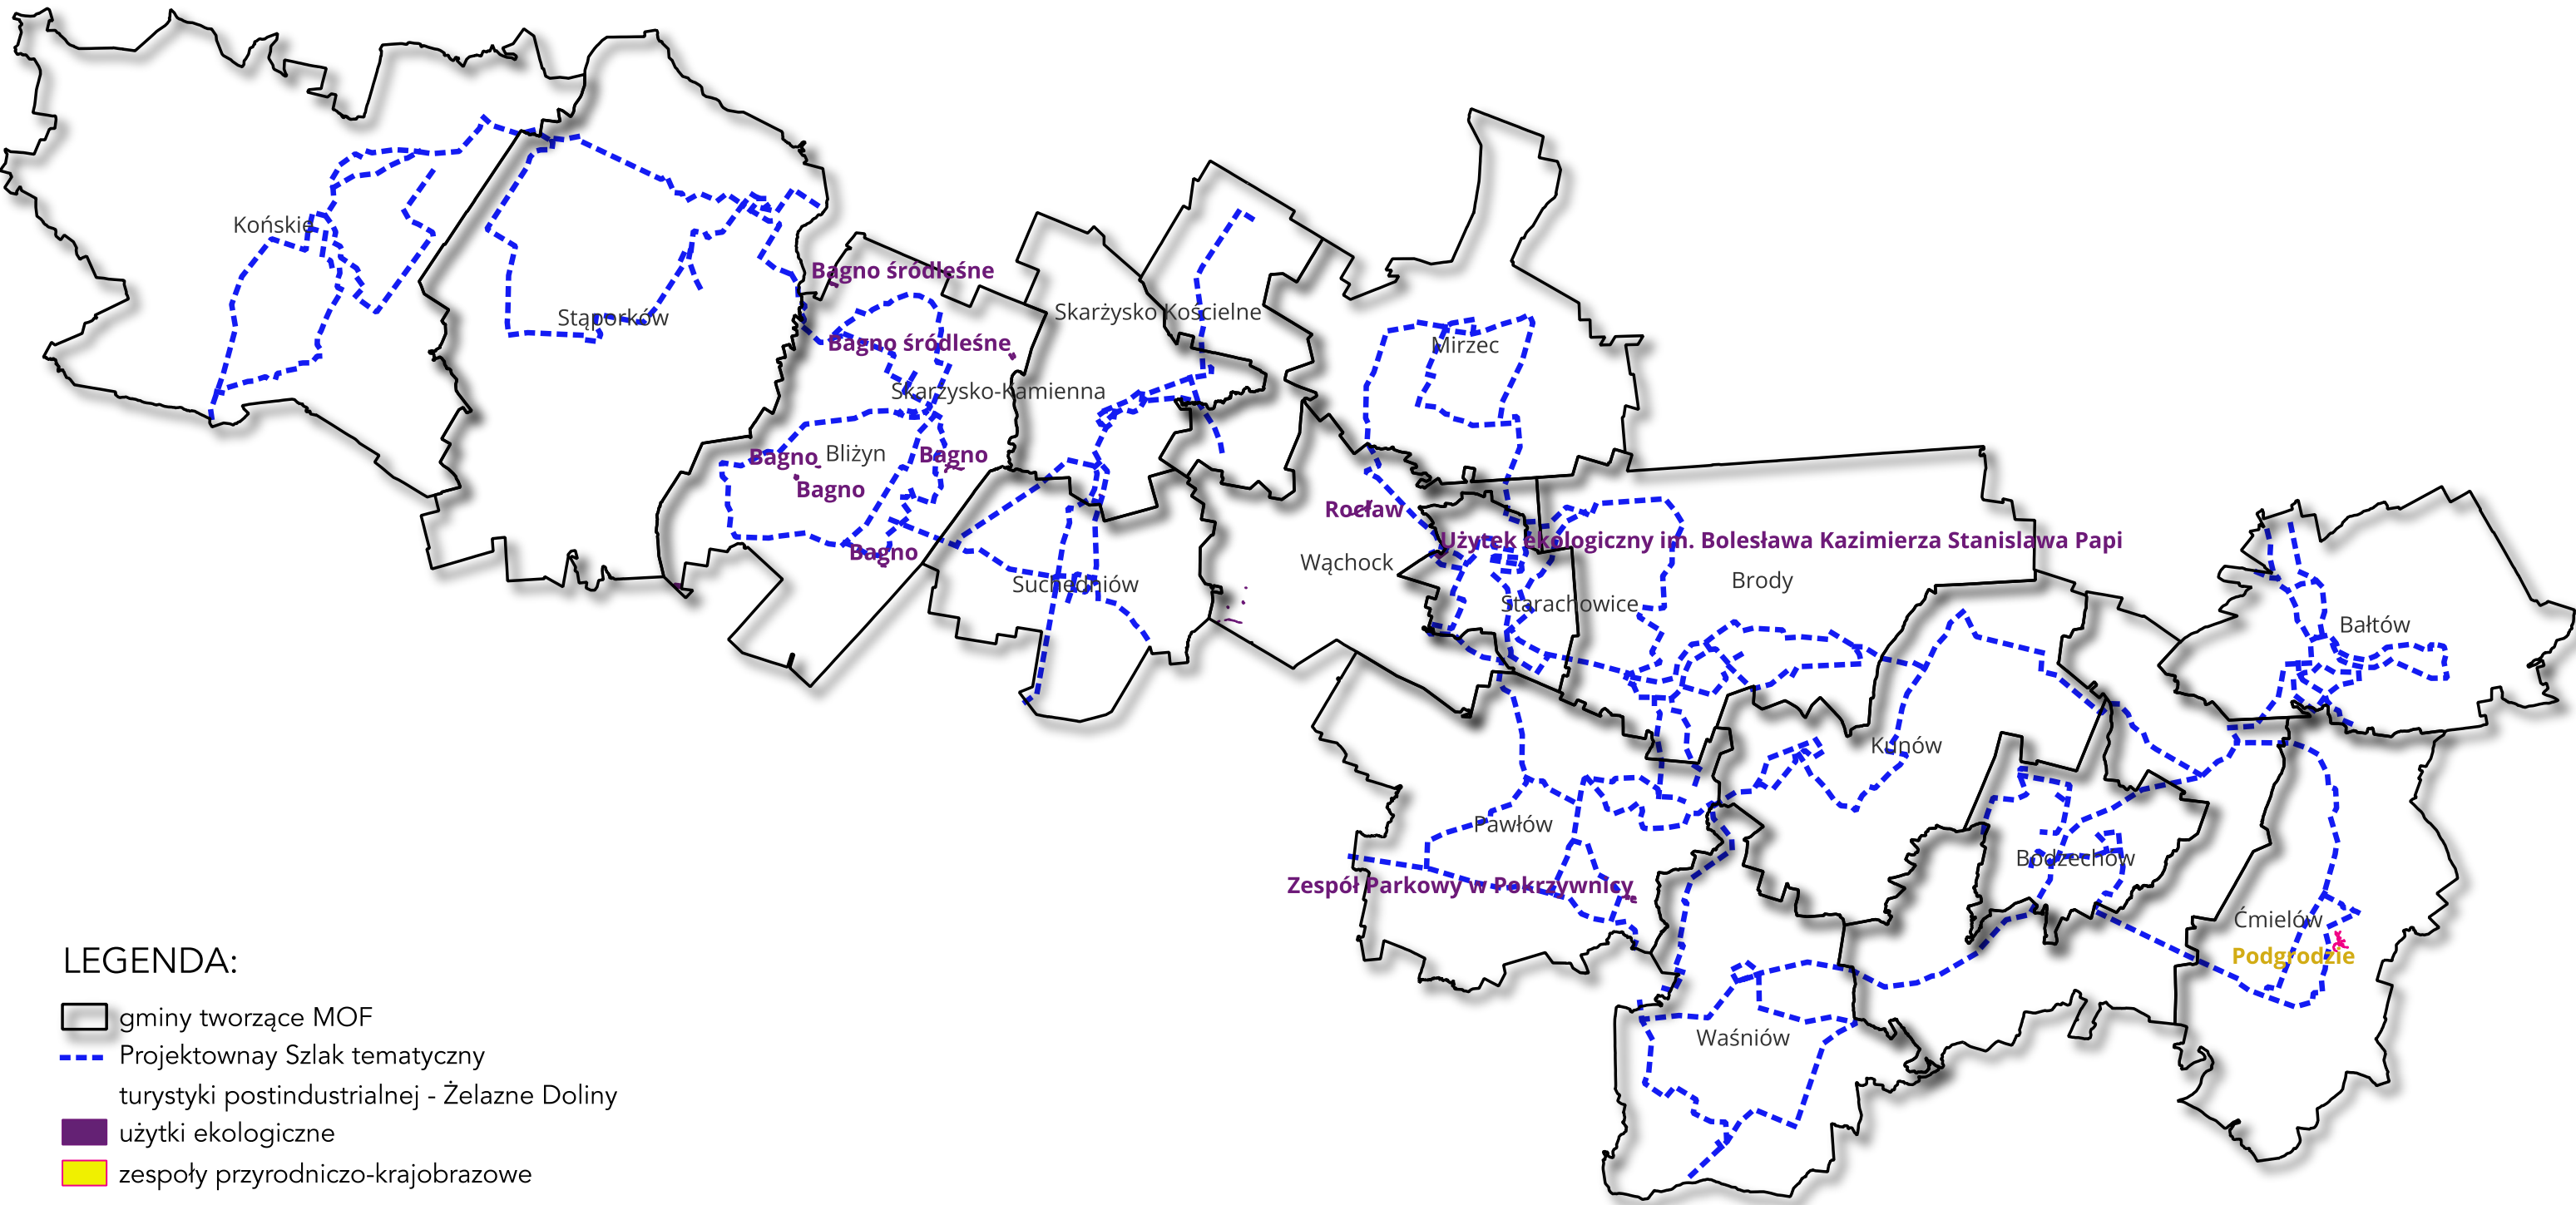 Końskie
Stąporków
Bagno śródleśne
Skarżysko Kościelne
Bagno śródleśne
Mirzec
Skarżysko-Kamienna
Bagno
Bliżyn
Bagno
Bagno
Rocław
Użytek ekologiczny im. Bolesława Kazimierza Stanislawa Papi
Bagno
Wąchock
Suchedniów
Brody
Starachowice
Bałtów
Kunów
Pawłów
Bodzechów
Zespół Parkowy w Pokrzywnicy
Ćmielów
Podgrodzie
Waśniów
LEGENDA:
gminy tworzące MOF
Projektownay Szlak tematyczny
turystyki postindustrialnej - Żelazne Doliny
użytki ekologiczne
zespoły przyrodniczo-krajobrazowe